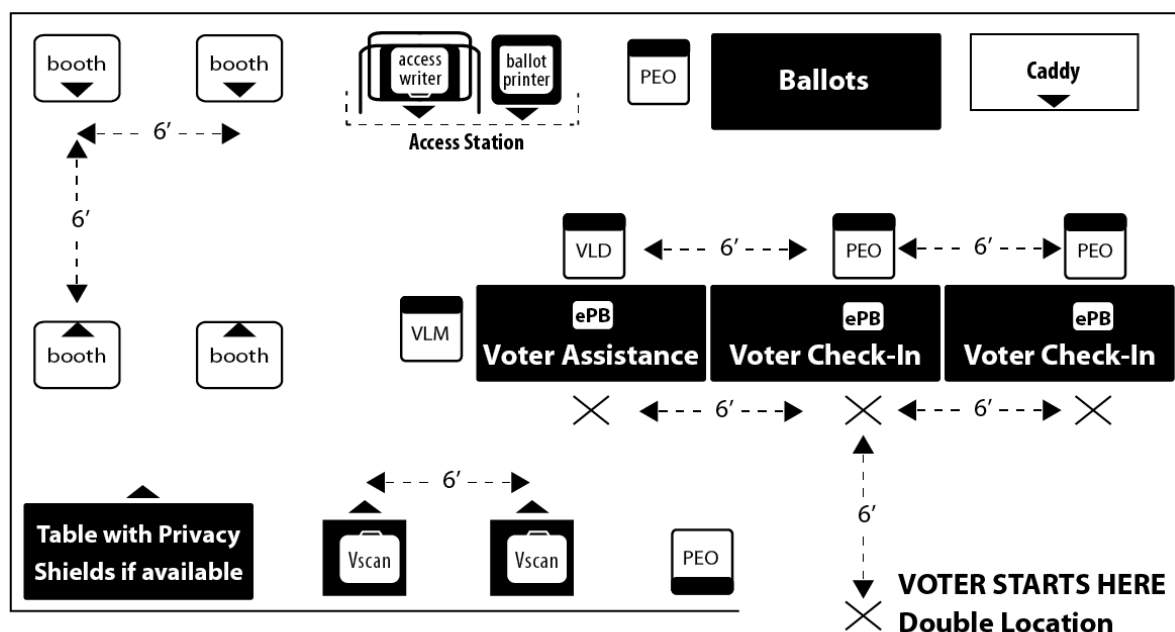 booth
booth
access
writer
ballot
printer
Access Station
PEO
Ballots
Caddy
6’
6’
VLD
6’
PEO
6’
PEO
booth
booth
VLM
ePB
Voter Assistance
ePB
Voter Check-In
ePB
Voter Check-In
6’
6’
6’
6’
Table with Privacy
Shields if available
Vscan
Vscan
PEO
VOTER STARTS HERE
Double Location